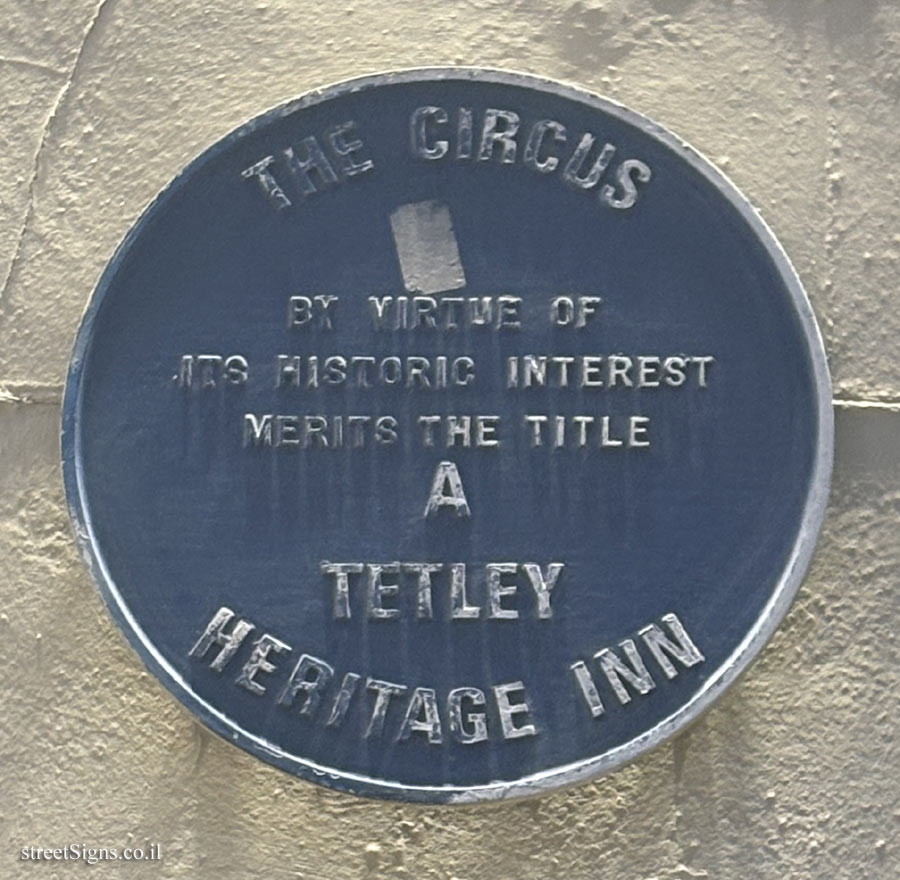 THE CIRCUS
BY VIRTUE OF
ITS HISTORIC INTEREST
MERITS THE TITLE
A
TETLEY
HERITAGE INN
streetSigns.co.il